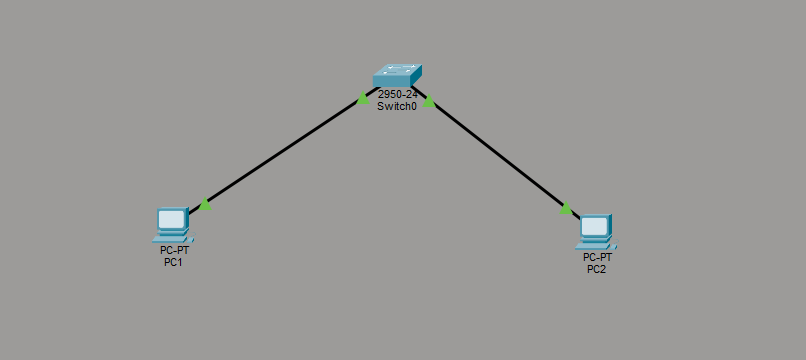 2950-24
Switch0
PC-PT
PC1
PC-PT
PC2